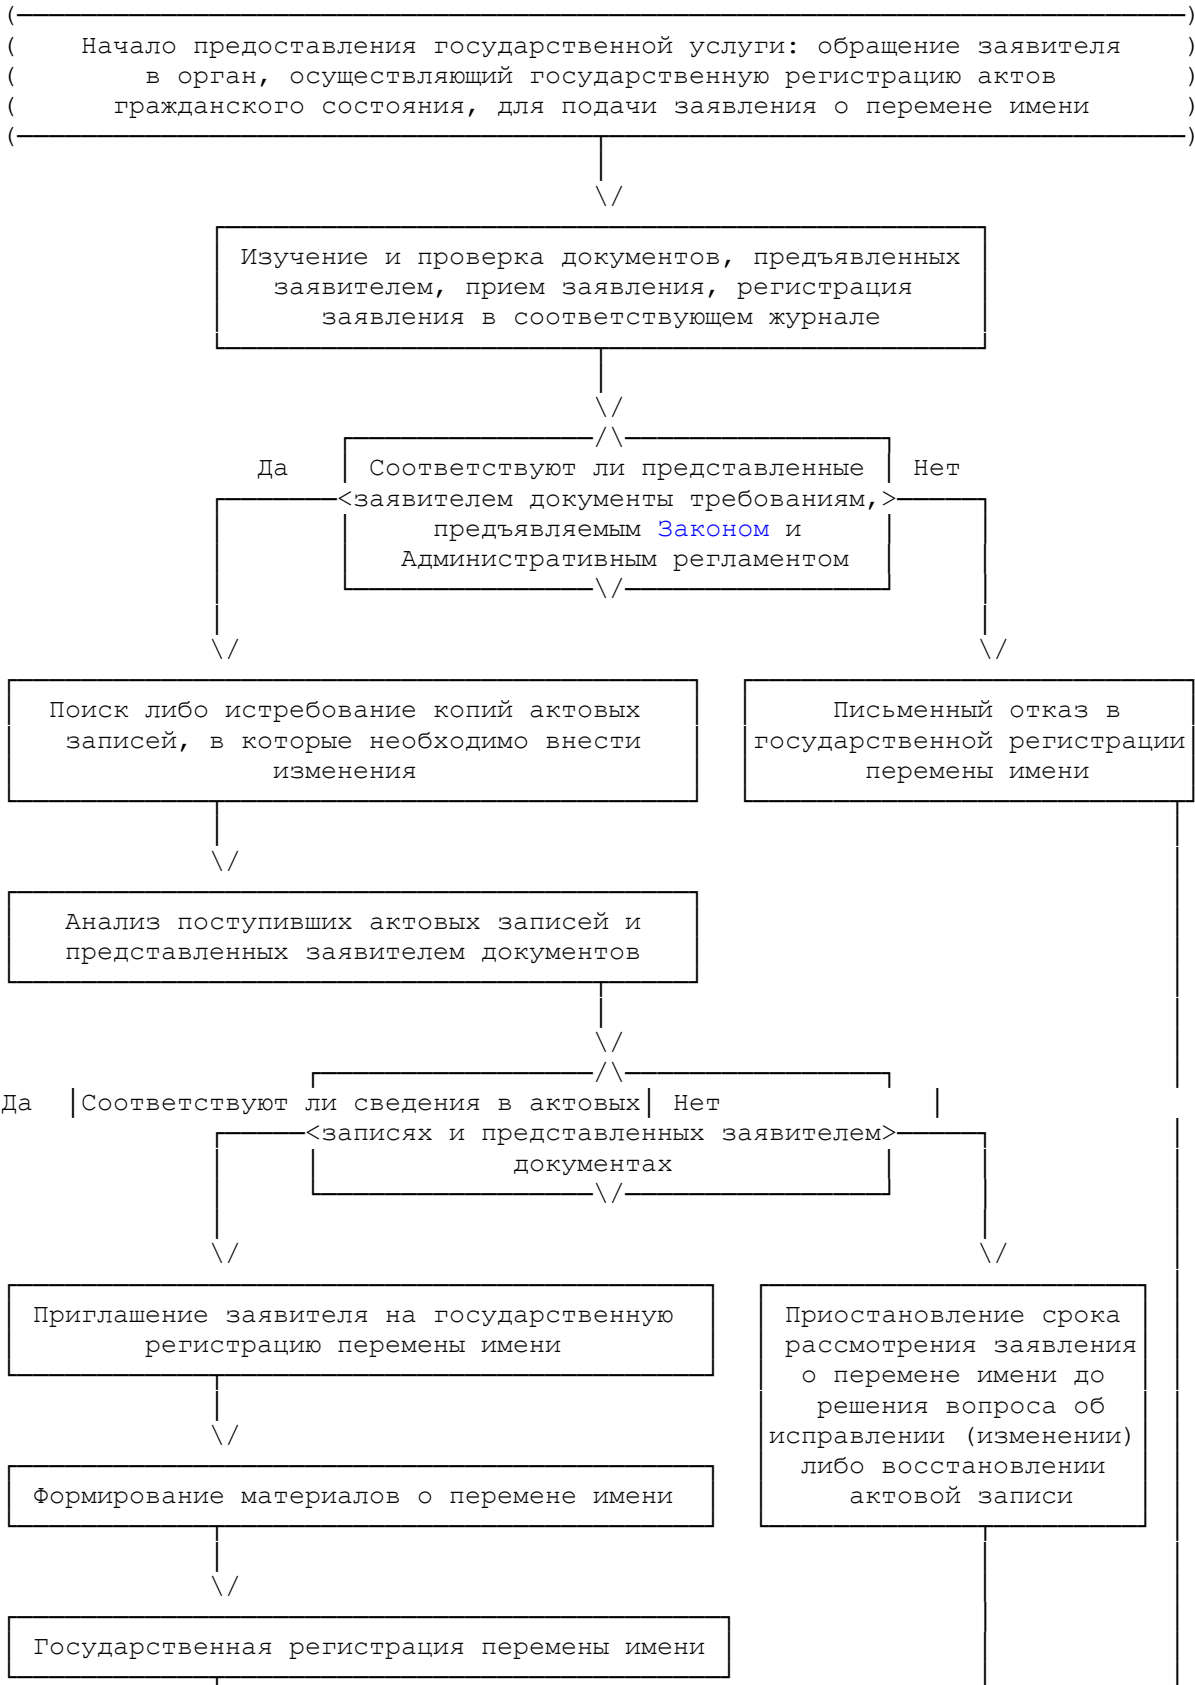 Начало предоставления государственной услуги: обращение заявителя
в орган, осуществляющий государственную регистрацию актов
гражданского состояния, для подачи заявления о перемене имени
Изучение и проверка документов, предъявленных
заявителем, прием заявления, регистрация
заявления в соответствующем журнале
Да
Соответствуют ли представленные
заявителем документы требованиям,
предъявляемым Законом и
Административным регламентом
Нет
Поиск либо истребование копий актовых
записей, в которые необходимо внести
изменения
Письменный отказ в
государственной регистрации
перемены имени
Анализ поступивших актовых записей и
представленных заявителем документов
Да
Соответствуют ли сведения в актовых
записях и представленных заявителем
документах
Нет
Приглашение заявителя на государственную
регистрацию перемены имени
Приостановление срока
рассмотрения заявления
о перемене имени до
решения вопроса об
исправлении (изменении)
либо восстановлении
актовой записи
Формирование материалов о перемене имени
Государственная регистрация перемены имени